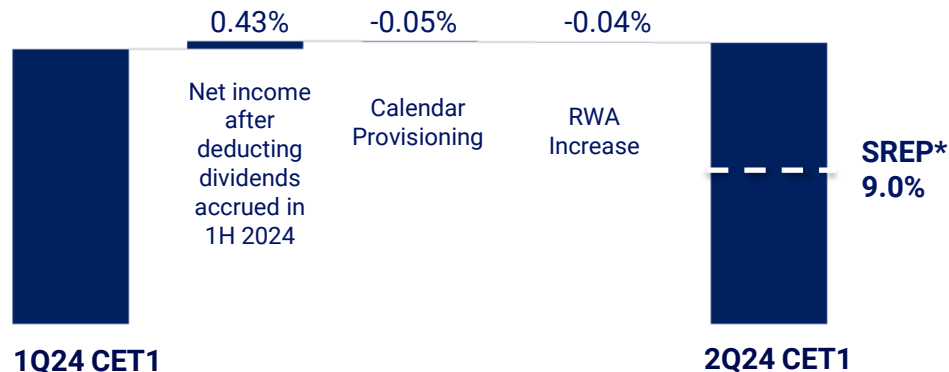 0.43%
-0.05%
-0.04%
Net income
after
deducting
dividends
accrued in
1H 2024
Calendar
Provisioning
RWA
Increase
SREP*
9.0%
1Q24 CET1
2Q24 CET1